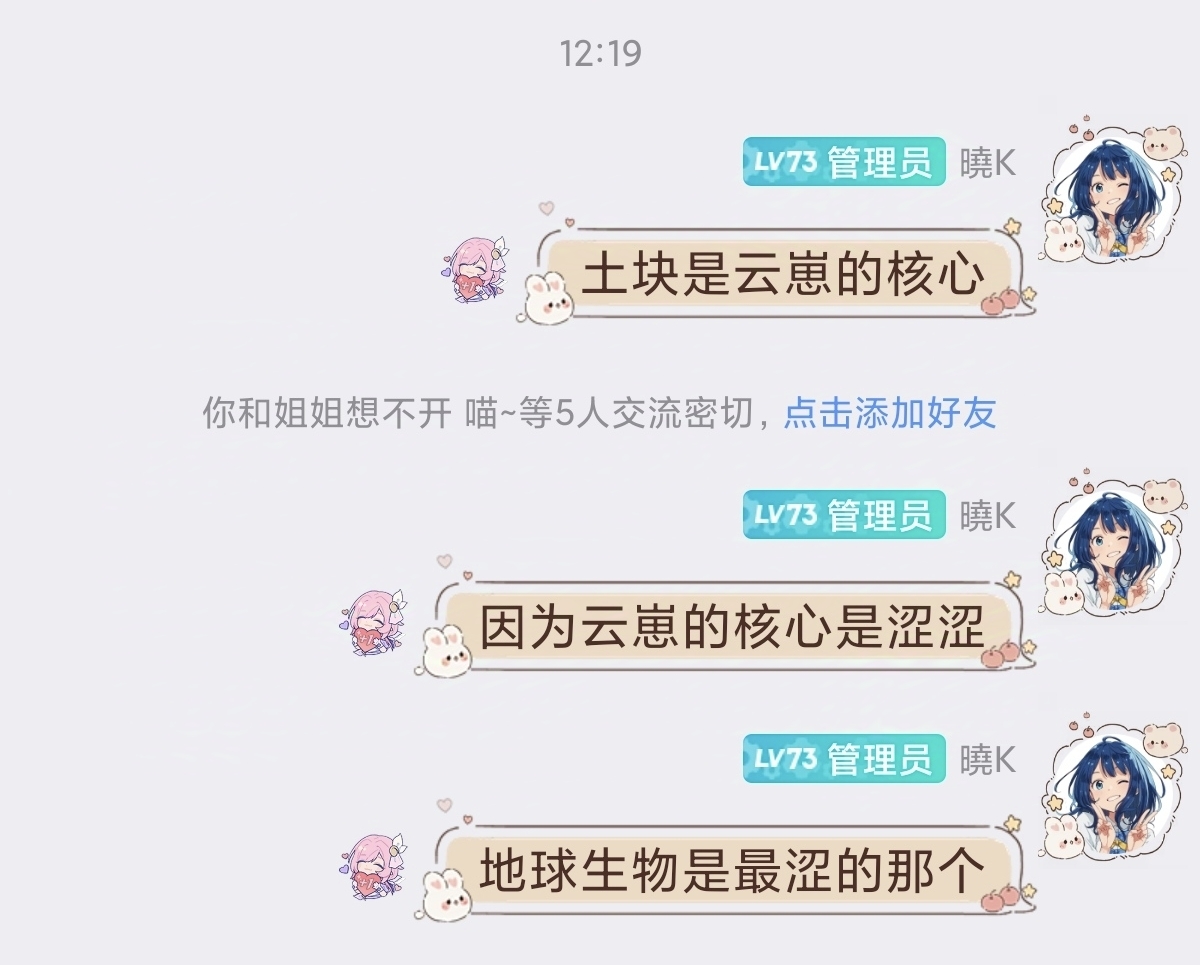 12:19
LV73 管理员 曉K
土块是云崽的核心
你和姐姐想不开 喵~等5人交流密切，点击添加好友
LV73 管理员 曉K
因为云崽的核心是涩涩
LV73 管理员 曉K
地球生物是最涩的那个